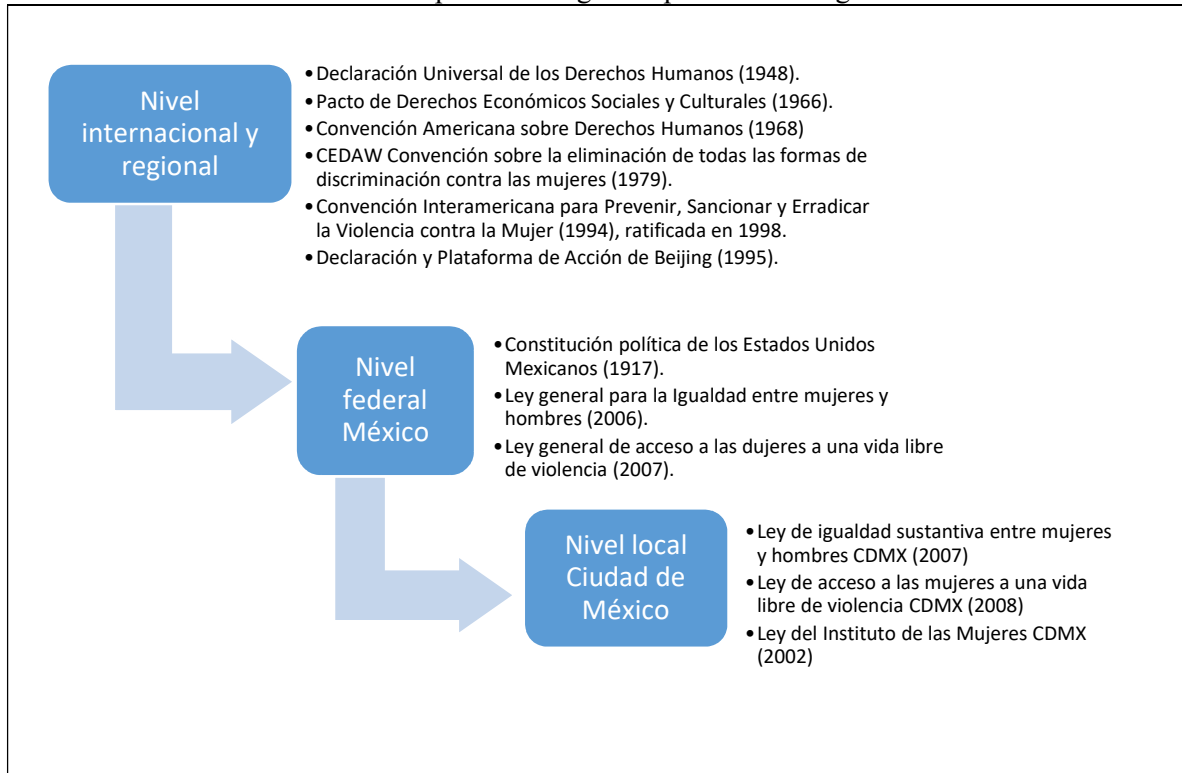 Nivel
internacional y
regional
•Declaración Universal de los Derechos Humanos (1948).
•Pacto de Derechos Económicos Sociales y Culturales (1966).
•Convención Americana sobre Derechos Humanos (1968)
•CEDAW Convención sobre la eliminación de todas las formas de
discriminación contra las mujeres (1979).
•Convención Interamericana para Prevenir, Sancionar y Erradicar
la Violencia contra la Mujer (1994), ratificada en 1998.
•Declaración y Plataforma de Acción de Beijing (1995).
Nivel
federal
México
•Constitución política de los Estados Unidos
Mexicanos (1917).
•Ley general para la Igualdad entre mujeres y
hombres (2006).
•Ley general de acceso a las dujeres a una vida libre
de violencia (2007).
Nivel local
Ciudad de
México
•Ley de igualdad sustantiva entre mujeres
y hombres CDMX (2007)
•Ley de acceso a las mujeres a una vida
libre de violencia CDMX (2008)
•Ley del Instituto de las Mujeres CDMX
(2002)